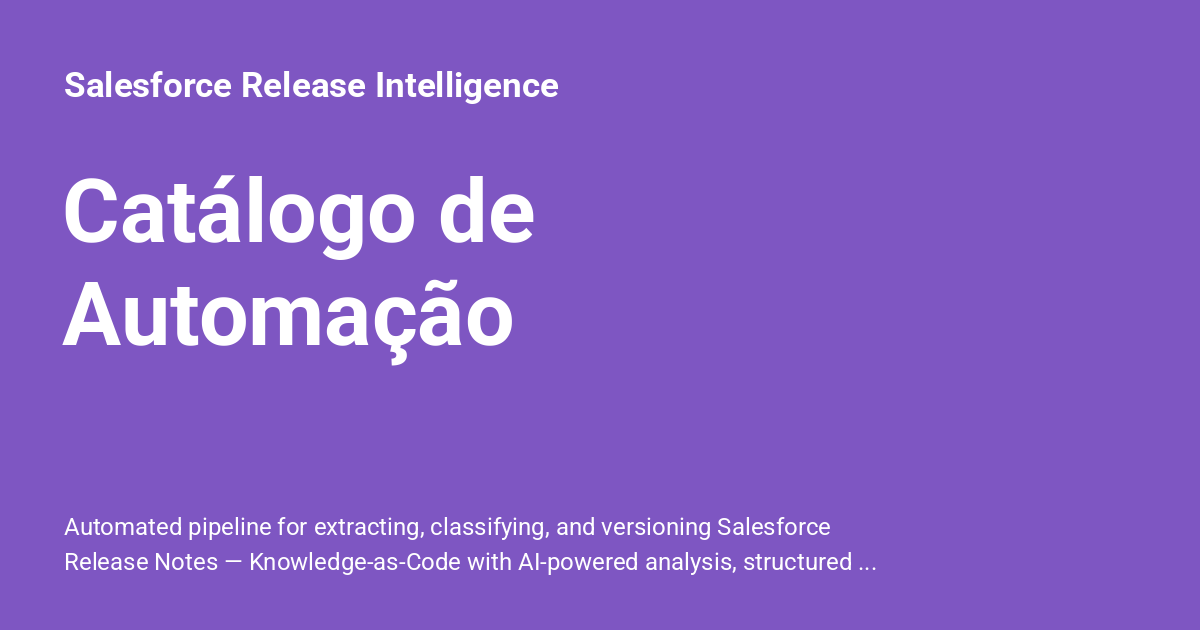 Salesforce Release Intelligence
Catálogo de
Automação
Automated pipeline for extracting, classifying, and versioning Salesforce
Release Notes — Knowledge-as-Code with AI-powered analysis, structured ...